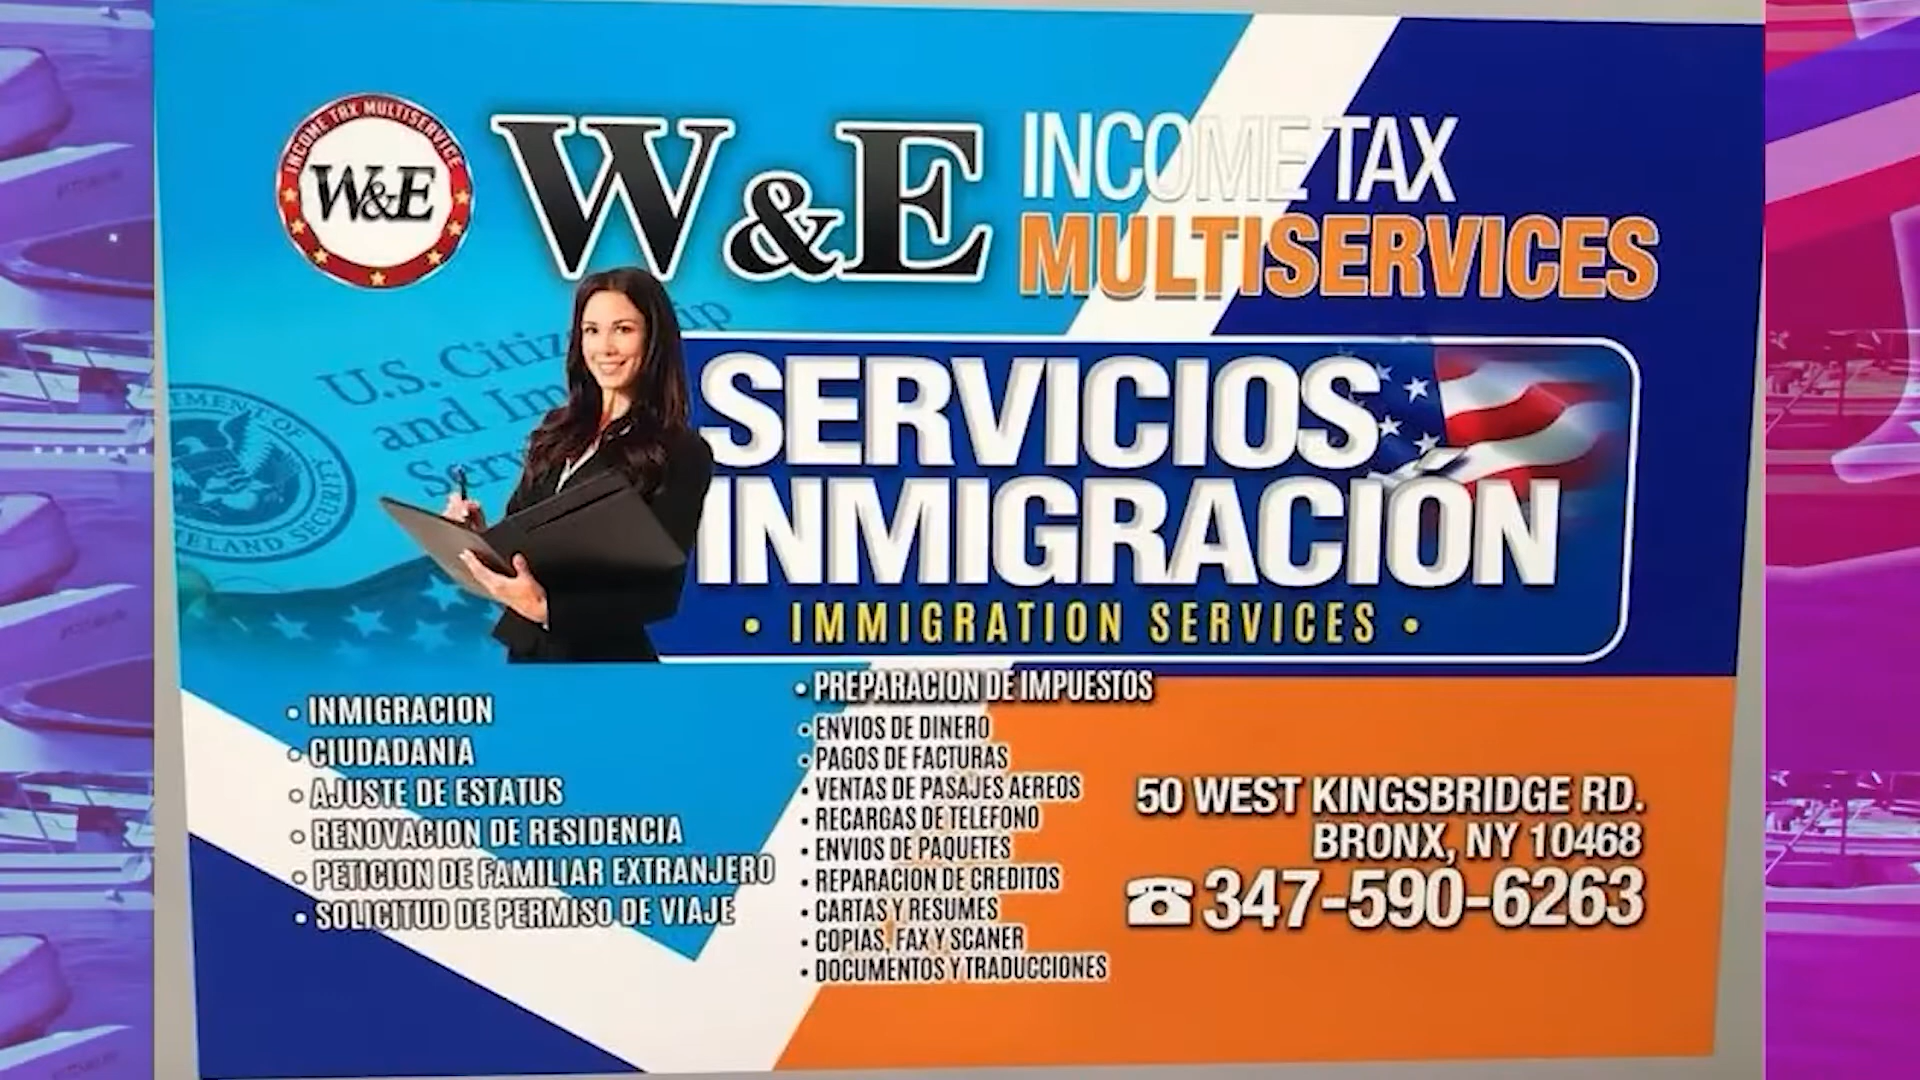 INCOME TAX MULTISERVICE
W&E
W&E
INCOME TAX
MULTISERVICES
U.S. Citiz
and Im
Serv
SERVICIOS
INMIGRACIÓN
• IMMIGRATION SERVICES •
• INMIGRACION
• CIUDADANIA
• AJUSTE DE ESTATUS
• RENOVACION DE RESIDENCIA
• PETICION DE FAMILIAR EXTRANJERO
• SOLICITUD DE PERMISO DE VIAJE
• PREPARACION DE IMPUESTOS
• ENVIOS DE DINERO
• PAGOS DE FACTURAS
• VENTAS DE PASAJES AEREOS
• RECARGAS DE TELEFONO
• ENVIOS DE PAQUETES
• REPARACION DE CREDITOS
• CARTAS Y RESUMES
• COPIAS, FAX Y SCANER
• DOCUMENTOS Y TRADUCCIONES
50 WEST KINGSBRIDGE RD.
BRONX, NY 10468
☎347-590-6263